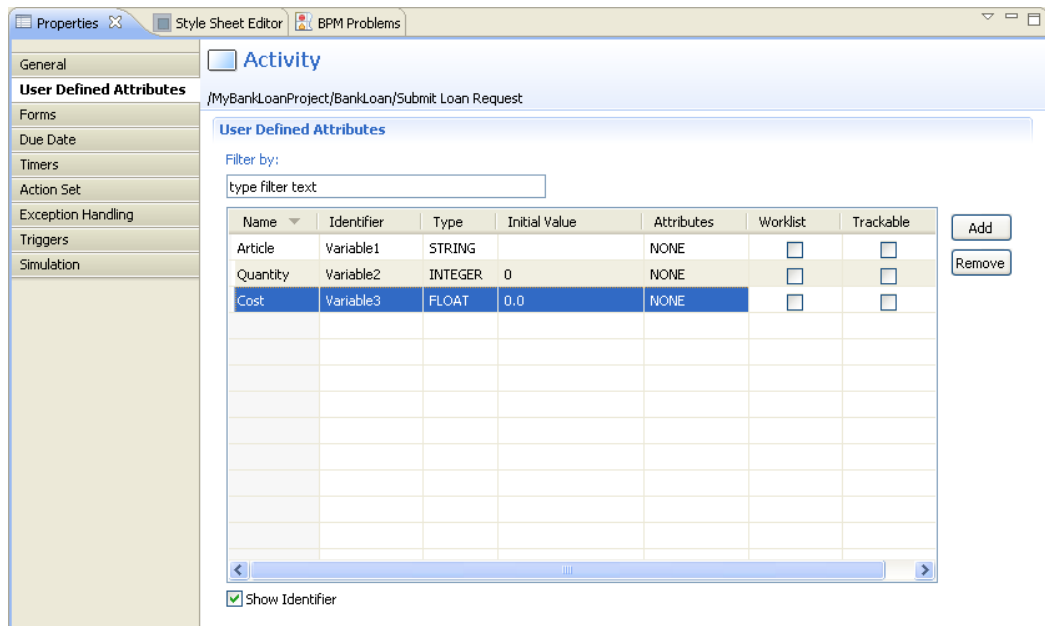 Properties Style Sheet Editor BPM Problems
General
User Defined Attributes
Forms
Due Date
Timers
Action Set
Exception Handling
Triggers
Simulation
Activity
/MyBankLoanProject/BankLoan/Submit Loan Request
User Defined Attributes
Filter by:
type filter text
Name Identifier Type Initial Value Attributes Worklist Trackable
Article Variable1 STRING NONE
Quantity Variable2 INTEGER 0 NONE
Cost Variable3 FLOAT 0.0 NONE
Add
Remove
Show Identifier